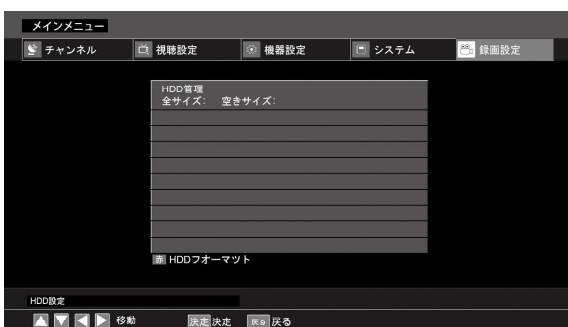 メインメニュー
チャンネル 視聴設定 機器設定 システム 録画設定
HDD管理
全サイズ: 空きサイズ:
赤 HDDフオーマツト
HDD設定
移動 決定 決定 戻る 戻る